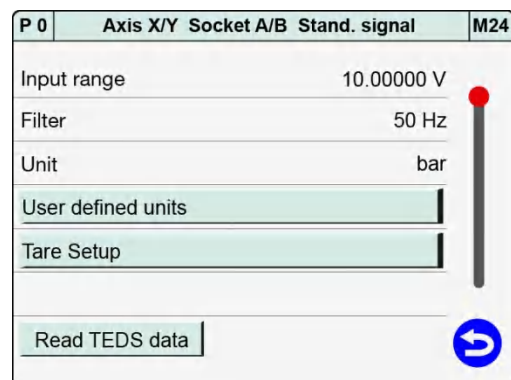 P 0 Axis X/Y Socket A/B Stand. signal M24
Input range 10.00000 V
Filter 50 Hz
Unit bar
User defined units
Tare Setup
Read TEDS data